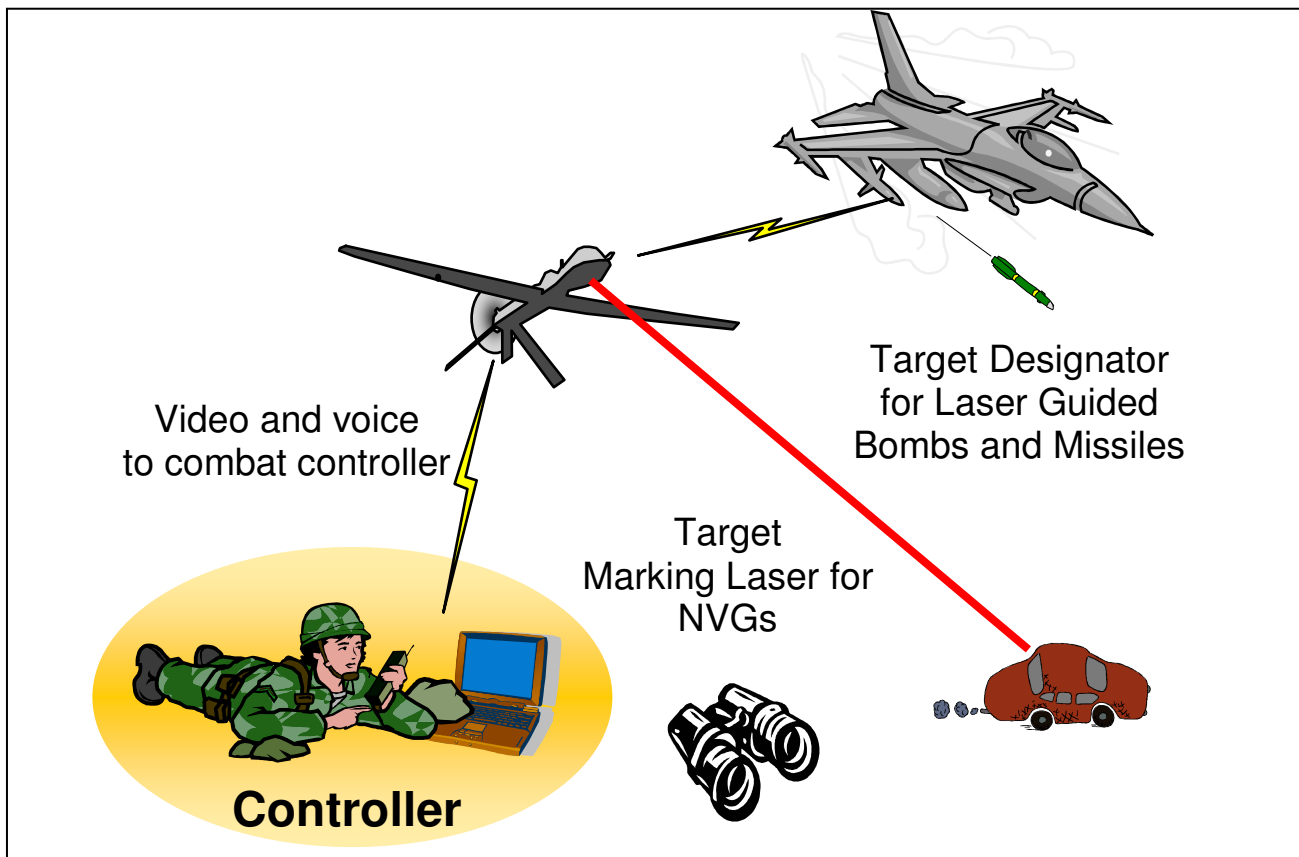 Target Designator
for Laser Guided
Bombs and Missiles
Video and voice
to combat controller
Target
Marking Laser for
NVGs
Controller